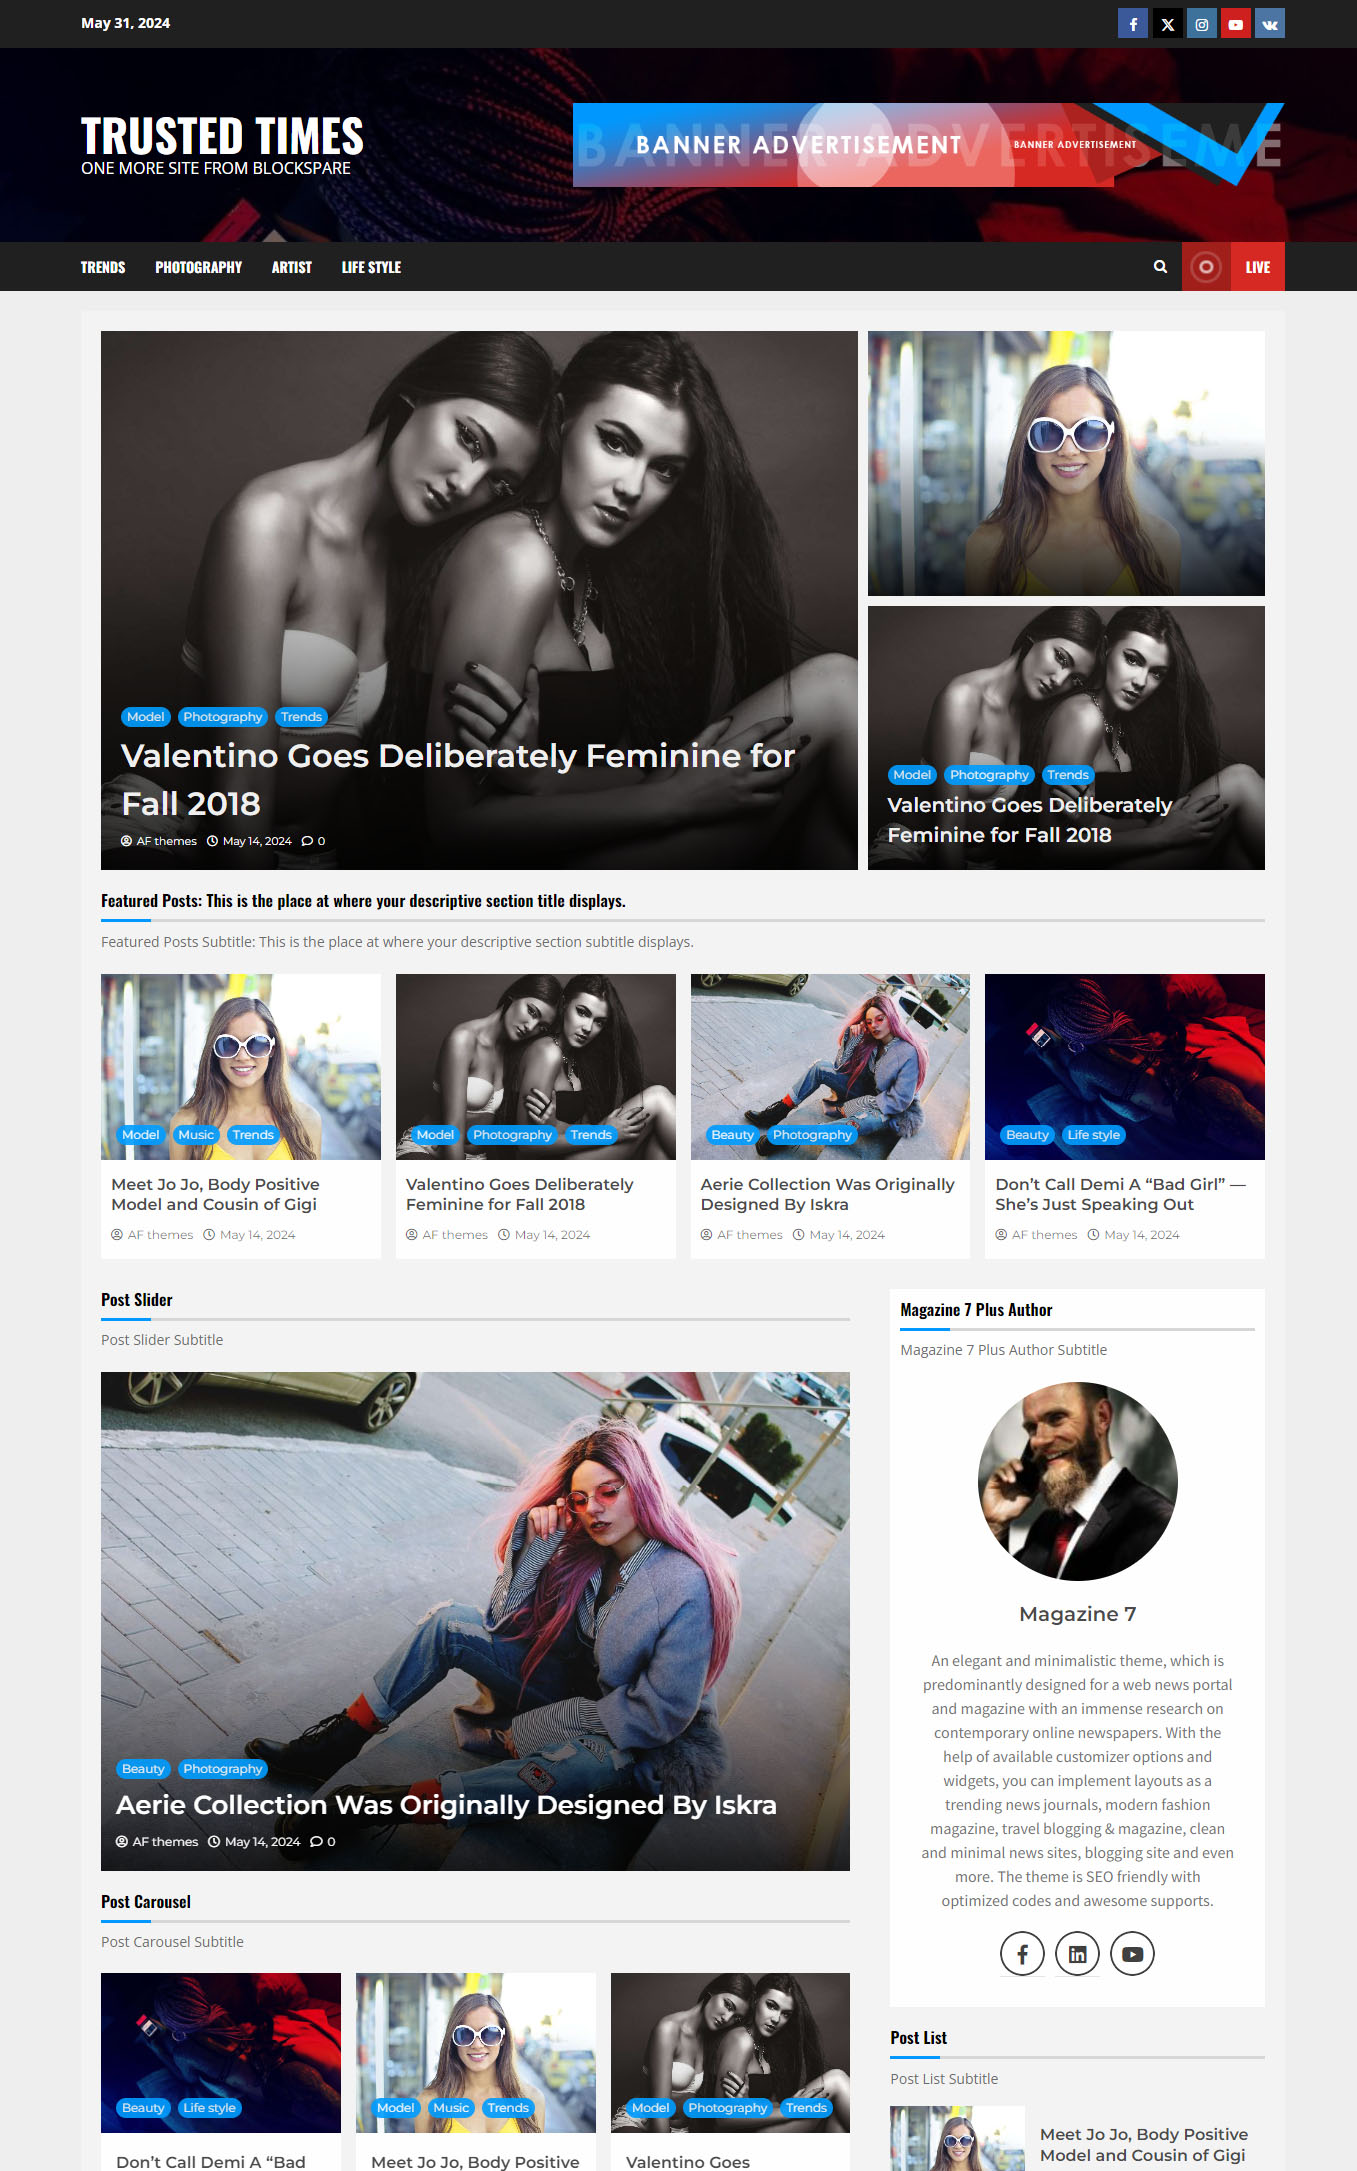 May 31, 2024
TRUSTED TIMES
ONE MORE SITE FROM BLOCKSPARE
BANNER ADVERTISEME
BANNER ADVERTISEMENT
BANNER ADVERTISEMENT
TRENDS PHOTOGRAPHY ARTIST LIFE STYLE
LIVE
Model Photography Trends
Valentino Goes Deliberately Feminine for
Fall 2018
AF themes May 14, 2024 0
Model Photography Trends
Valentino Goes Deliberately
Feminine for Fall 2018
Featured Posts: This is the place at where your descriptive section title displays.
Featured Posts Subtitle: This is the place at where your descriptive section subtitle displays.
Model Music Trends
Meet Jo Jo, Body Positive
Model and Cousin of Gigi
AF themes May 14, 2024
Model Photography Trends
Valentino Goes Deliberately
Feminine for Fall 2018
AF themes May 14, 2024
Beauty Photography
Aerie Collection Was Originally
Designed By Iskra
AF themes May 14, 2024
Beauty Life style
Don’t Call Demi A “Bad Girl” —
She’s Just Speaking Out
AF themes May 14, 2024
Post Slider
Post Slider Subtitle
Beauty Photography
Aerie Collection Was Originally Designed By Iskra
AF themes May 14, 2024 0
Post Carousel
Post Carousel Subtitle
Beauty Life style
Don’t Call Demi A “Bad
Model Music Trends
Meet Jo Jo, Body Positive
Model Photography Trends
Valentino Goes
Magazine 7 Plus Author
Magazine 7 Plus Author Subtitle
Magazine 7
An elegant and minimalistic theme, which is
predominantly designed for a web news portal
and magazine with an immense research on
contemporary online newspapers. With the
help of available customizer options and
widgets, you can implement layouts as a
trending news journals, modern fashion
magazine, travel blogging & magazine, clean
and minimal news sites, blogging site and even
more. The theme is SEO friendly with
optimized codes and awesome supports.
Post List
Post List Subtitle
Meet Jo Jo, Body Positive
Model and Cousin of Gigi